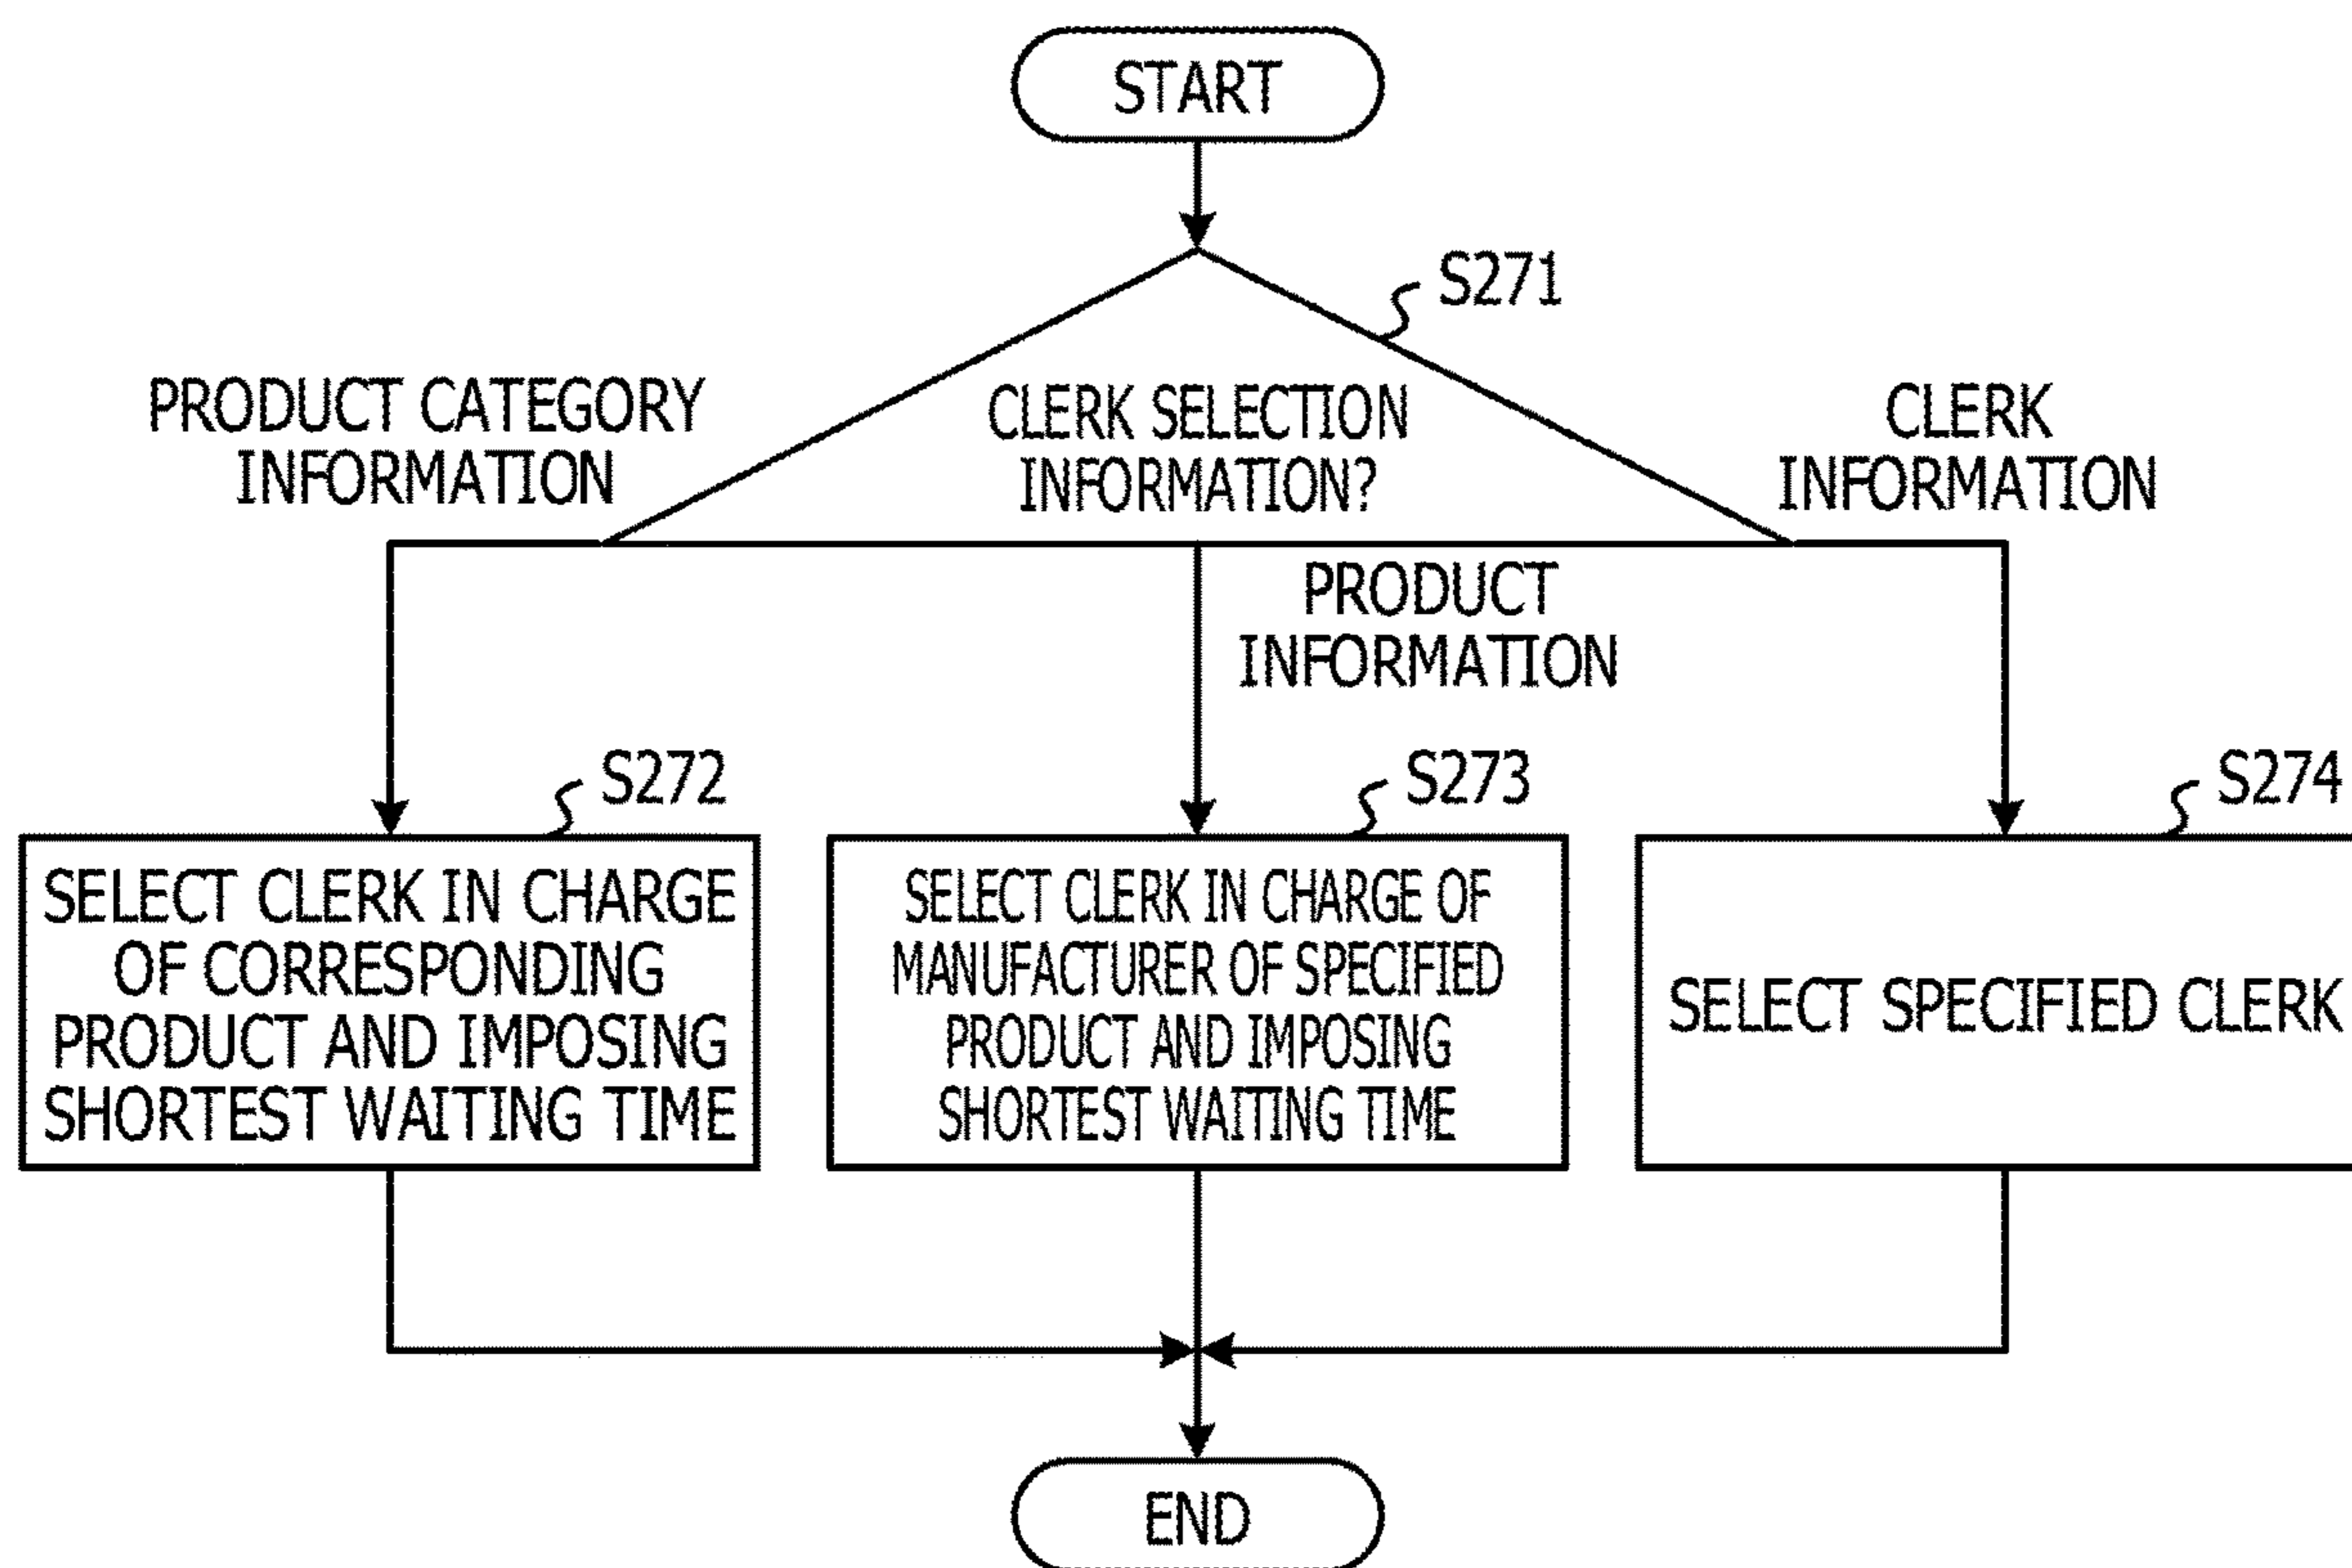 START
S271
PRODUCT CATEGORY
INFORMATION
CLERK SELECTION
INFORMATION?
CLERK
INFORMATION
PRODUCT
INFORMATION
S272
SELECT CLERK IN CHARGE
OF CORRESPONDING
PRODUCT AND IMPOSING
SHORTEST WAITING TIME
S273
SELECT CLERK IN CHARGE OF
MANUFACTURER OF SPECIFIED
PRODUCT AND IMPOSING
SHORTEST WAITING TIME
S274
SELECT SPECIFIED CLERK
END